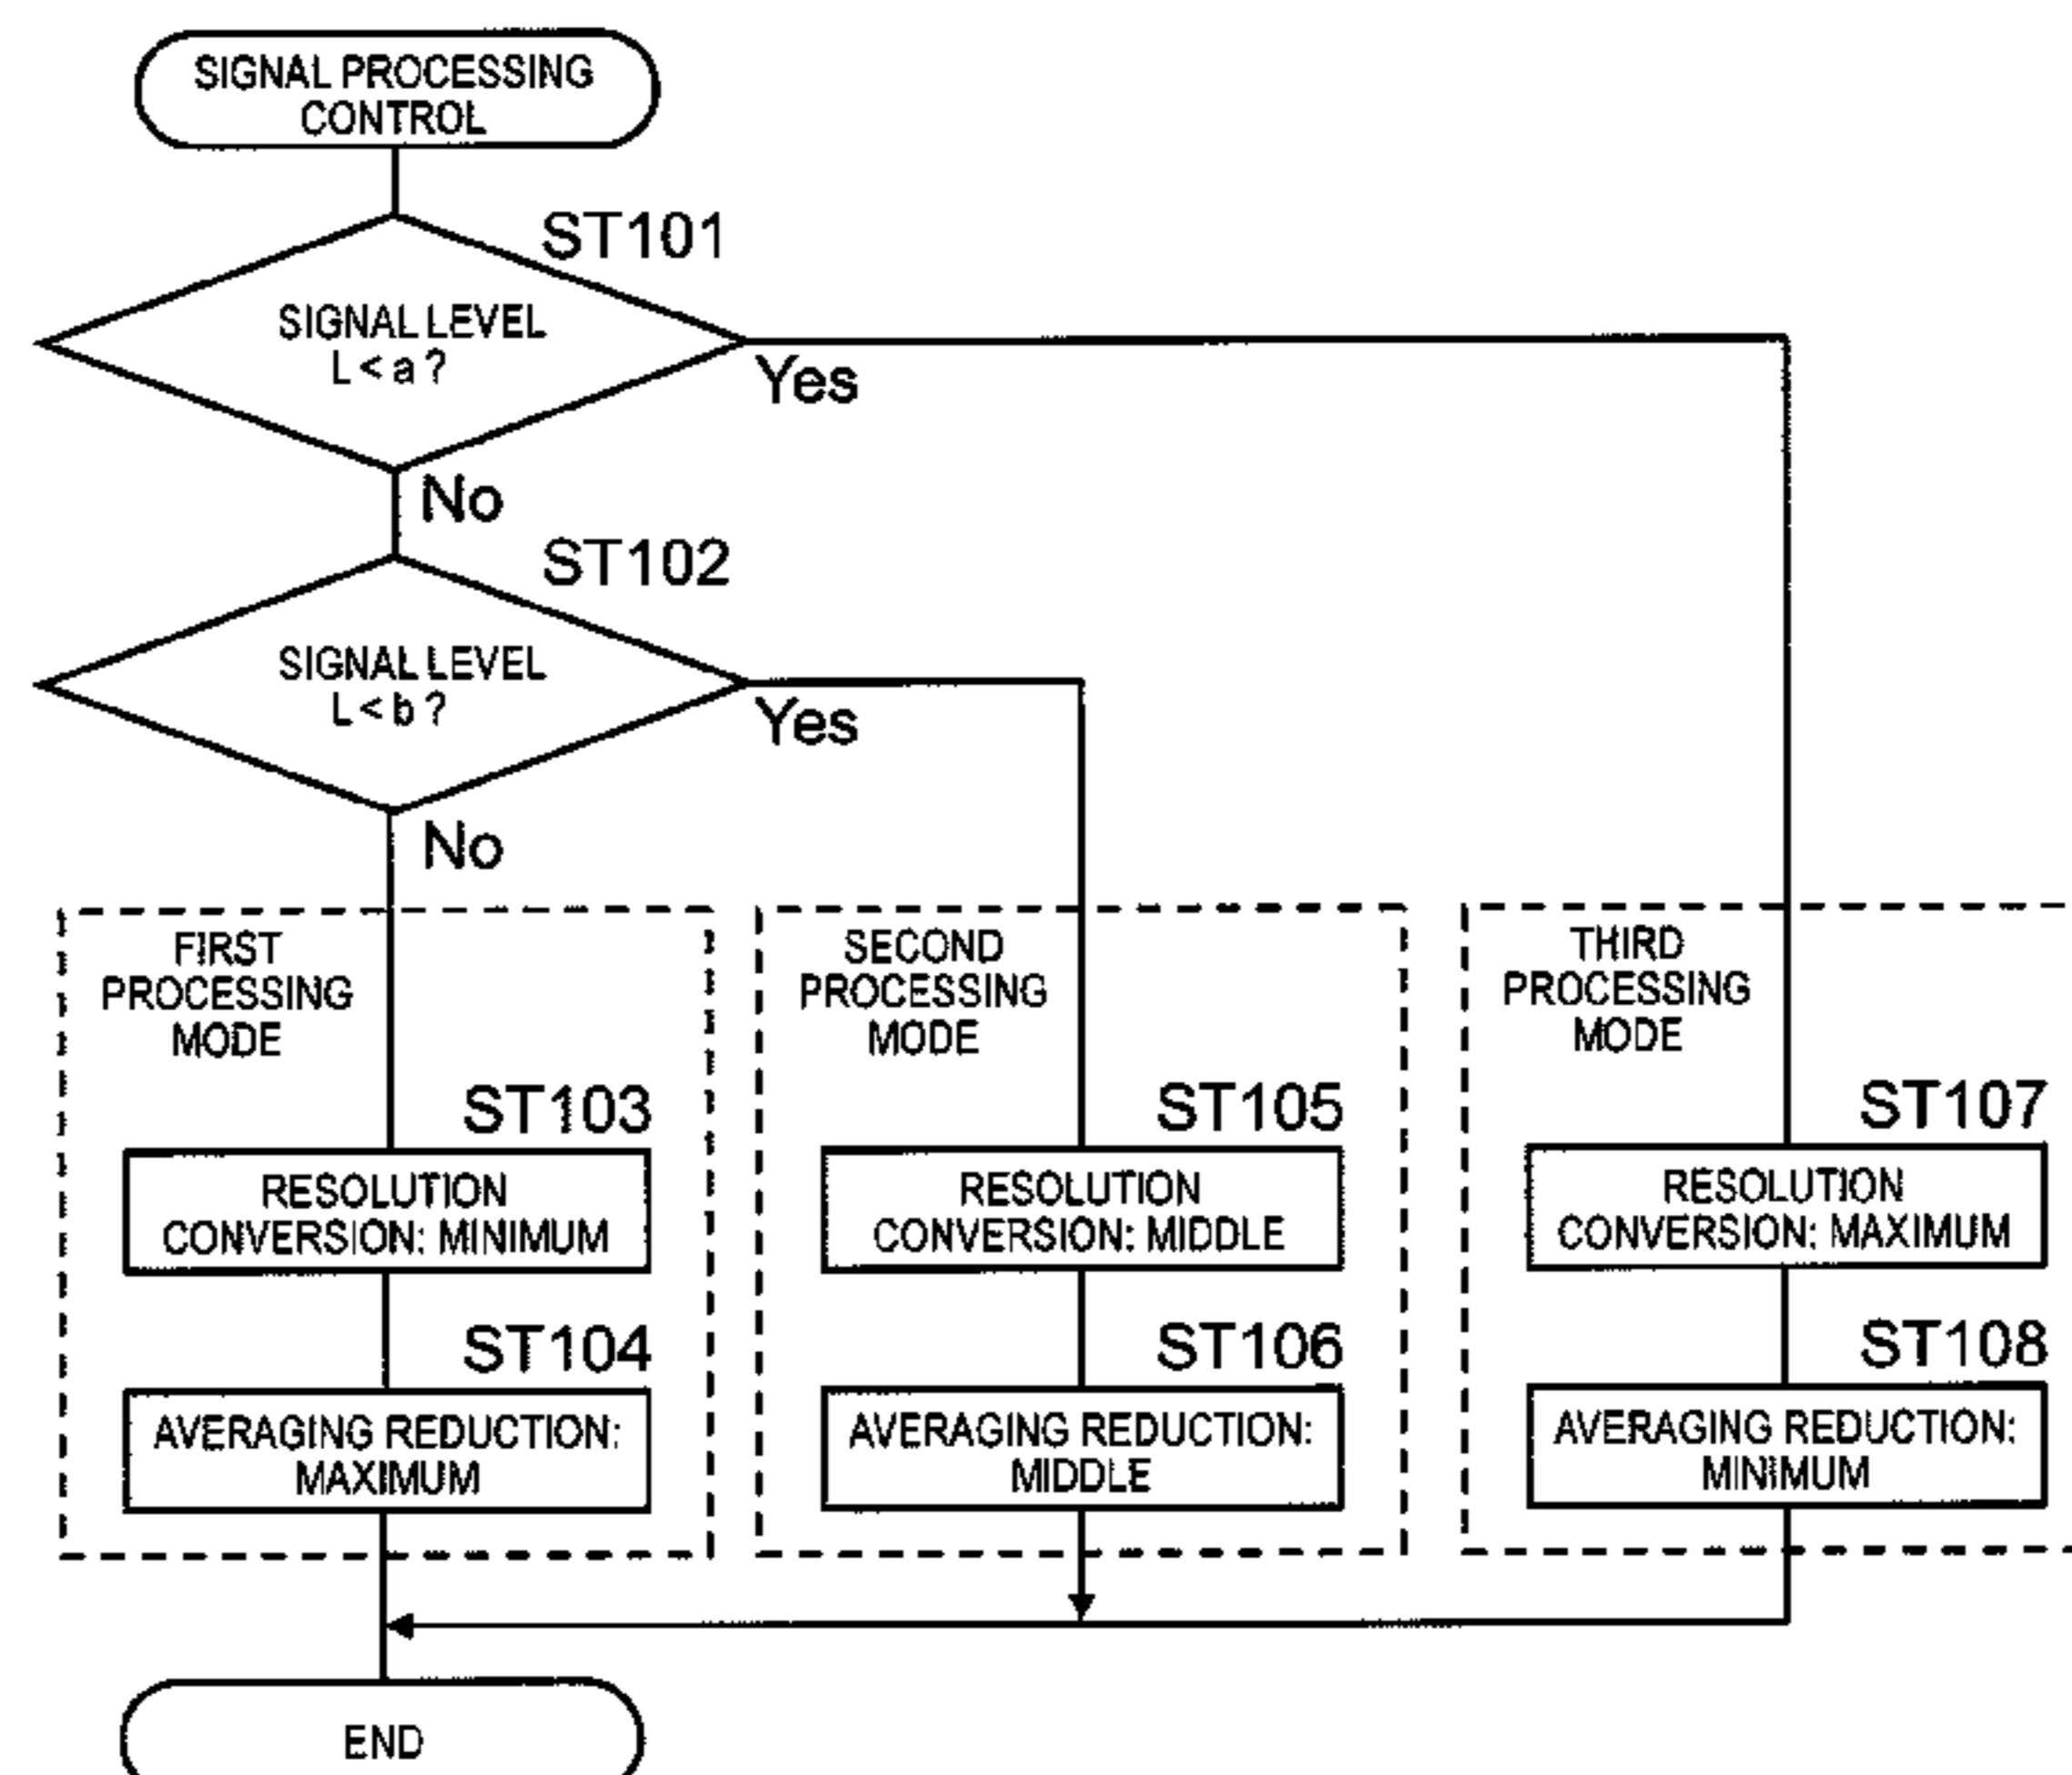 SIGNAL PROCESSING
CONTROL
ST101
SIGNAL LEVEL
L < a ?
Yes
No
ST102
SIGNAL LEVEL
L < b ?
Yes
No
FIRST
PROCESSING
MODE
ST103
RESOLUTION
CONVERSION: MINIMUM
ST104
AVERAGING REDUCTION:
MAXIMUM
SECOND
PROCESSING
MODE
ST105
RESOLUTION
CONVERSION: MIDDLE
ST106
AVERAGING REDUCTION:
MIDDLE
THIRD
PROCESSING
MODE
ST107
RESOLUTION
CONVERSION: MAXIMUM
ST108
AVERAGING REDUCTION:
MINIMUM
END